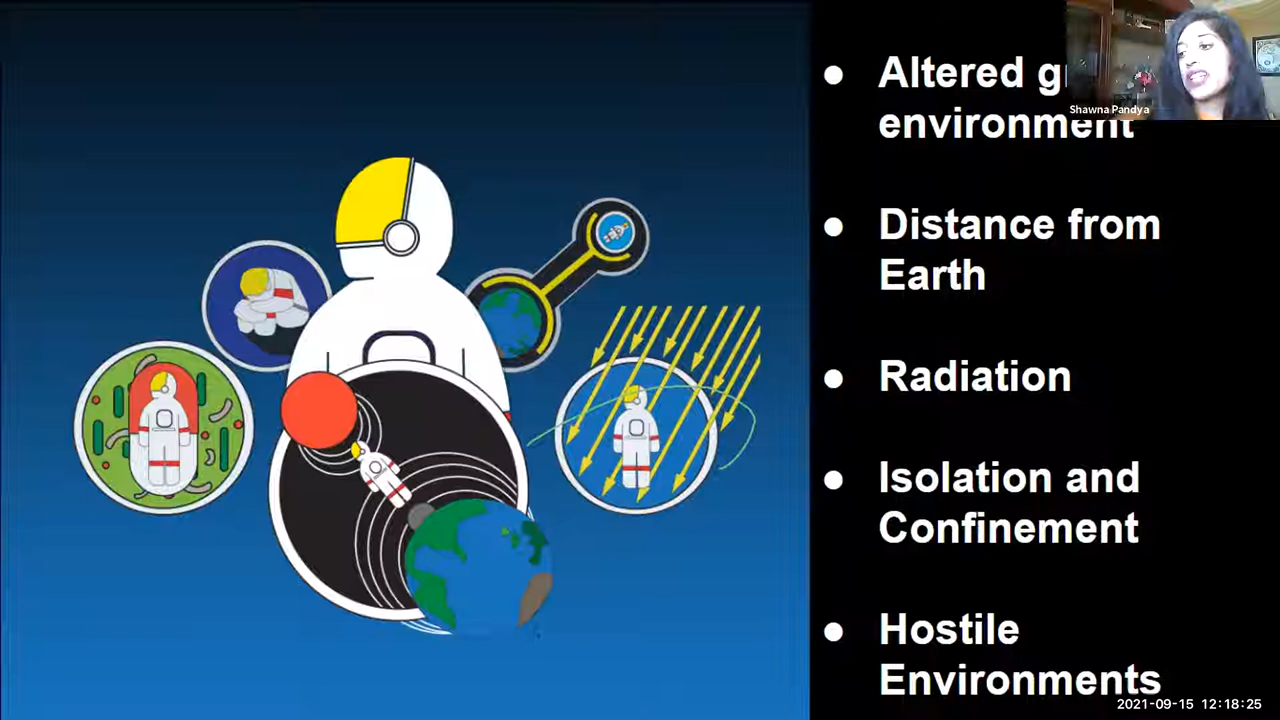 Altered
environment
Distance from
Earth
Radiation
Isolation and
Confinement
Hostile
Environments
Shawna Pandya
2021-09-15 12:18:25